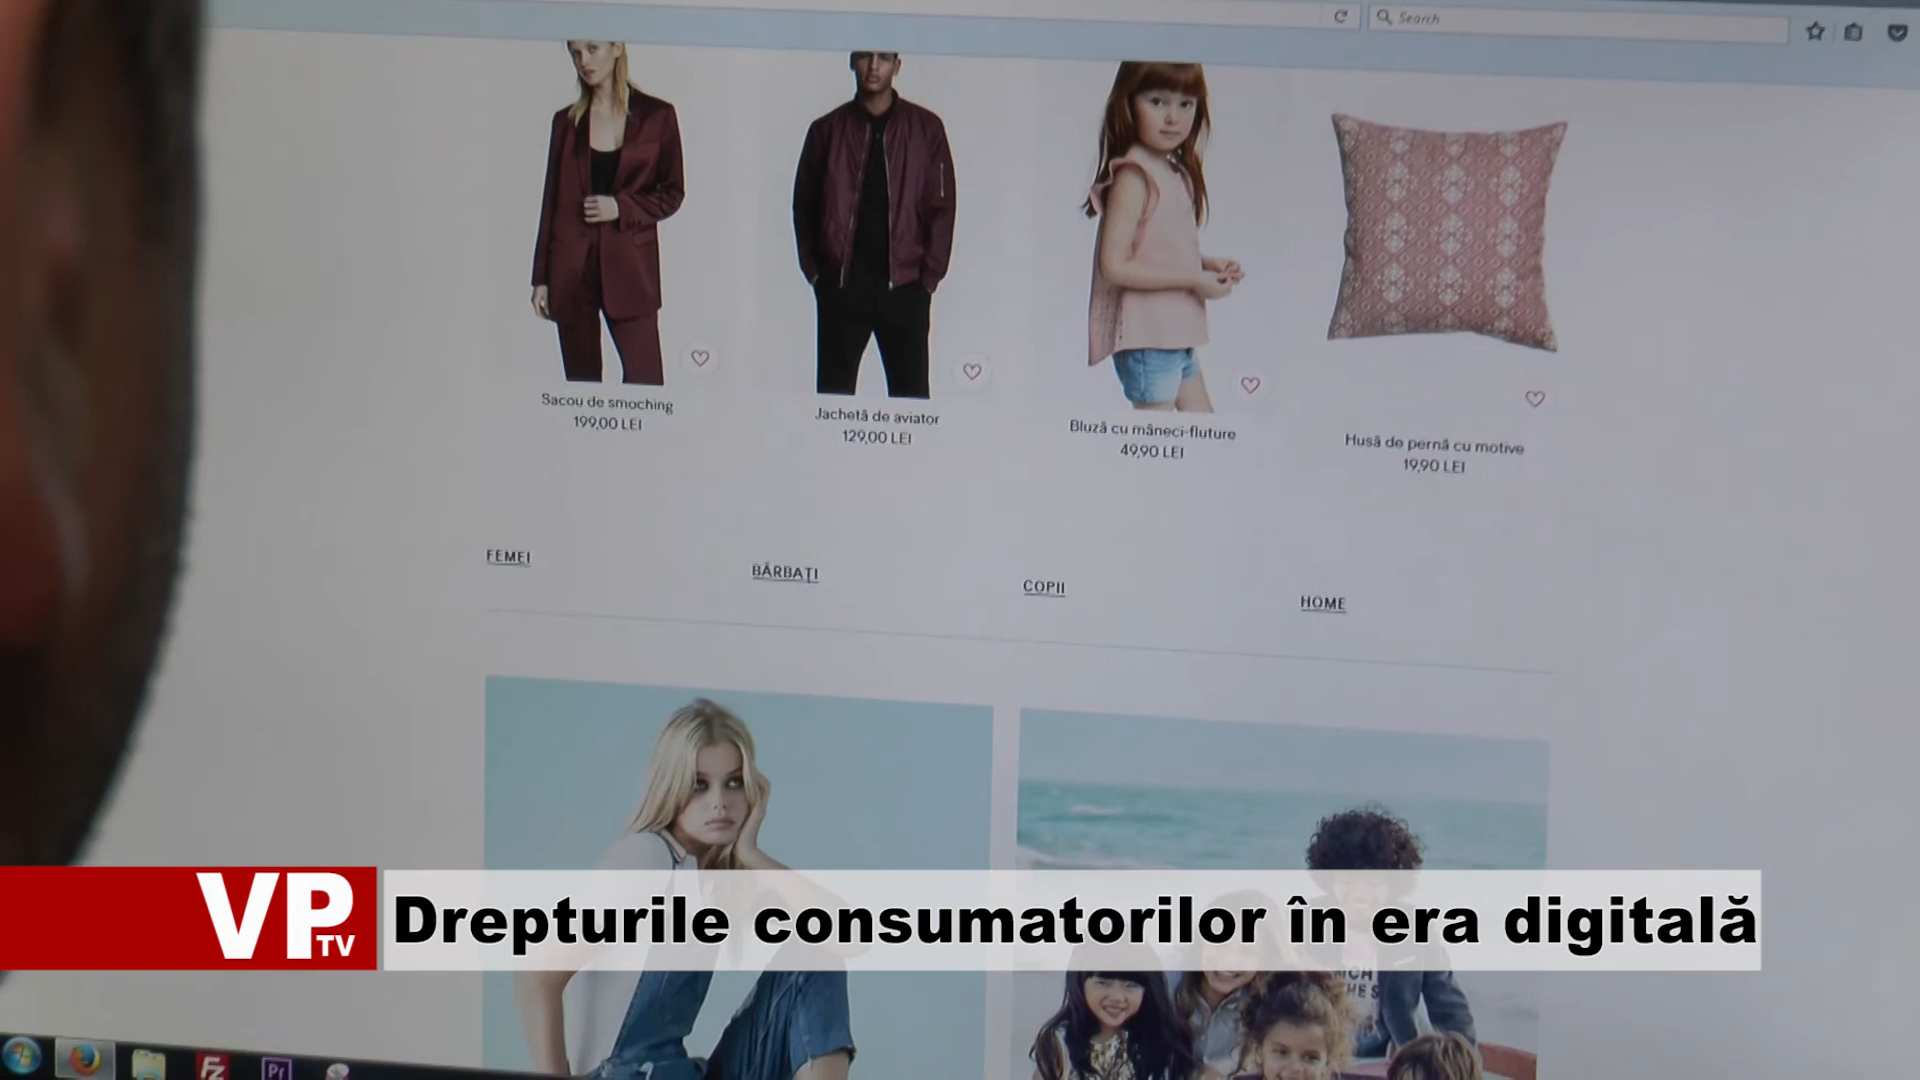 Search
Sacou de smoching
199,00 LEI
Jachetă de aviator
129,00 LEI
Bluză cu mâneci-fluture
49,90 LEI
Husă de pernă cu motive
19,90 LEI
FEMEI
BĂRBAȚI
COPII
HOME
VP TV
Drepturile consumatorilor în era digitală
FZ
Pr